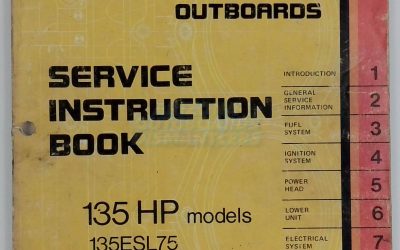 OUTBOARDS
SERVICE
INSTRUCTION
BOOK
135 HP models
135ESL75
INTRODUCTION 1
GENERAL
SERVICE
INFORMATION 2
FUEL
SYSTEM 3
IGNITION
SYSTEM 4
POWER
HEAD 5
LOWER
UNIT 6
ELECTRICAL
SYSTEM 7